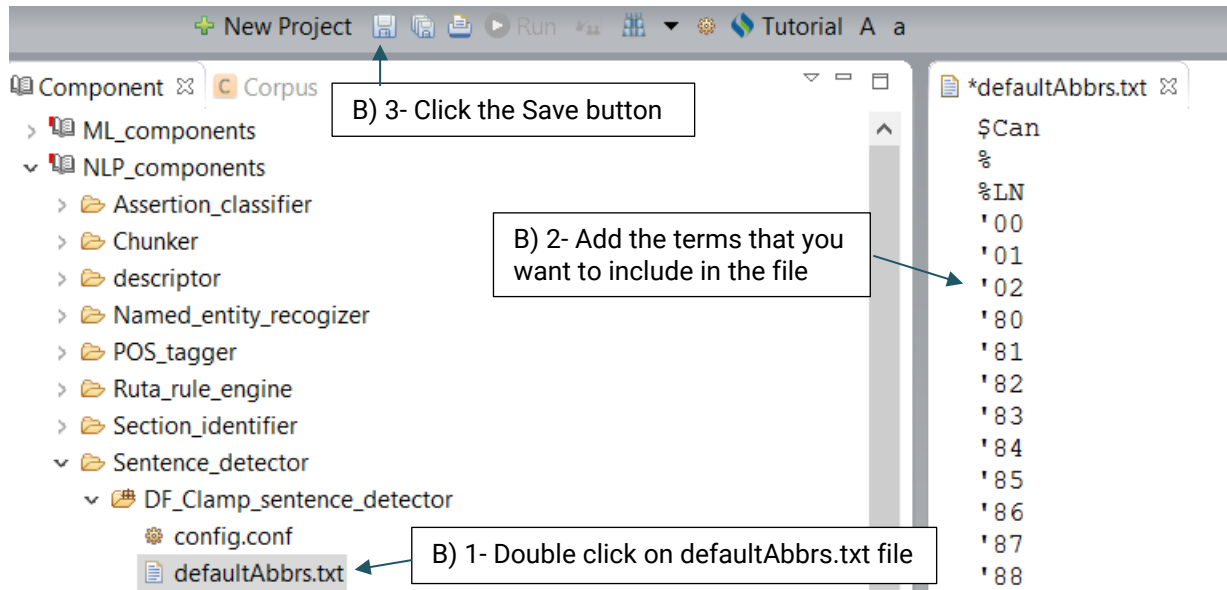 New Project Run Tutorial A a
Component C Corpus
B) 3- Click the Save button
ML_components
NLP_components
Assertion_classifier
Chunker
descriptor
Named_entity_recogizer
POS_tagger
Ruta_rule_engine
Section_identifier
Sentence_detector
DF_Clamp_sentence_detector
config.conf
defaultAbbrs.txt
B) 1- Double click on defaultAbbrs.txt file
B) 2- Add the terms that you
want to include in the file
*defaultAbbrs.txt
$Can
%
%LN
'00
'01
'02
'80
'81
'82
'83
'84
'85
'86
'87
'88